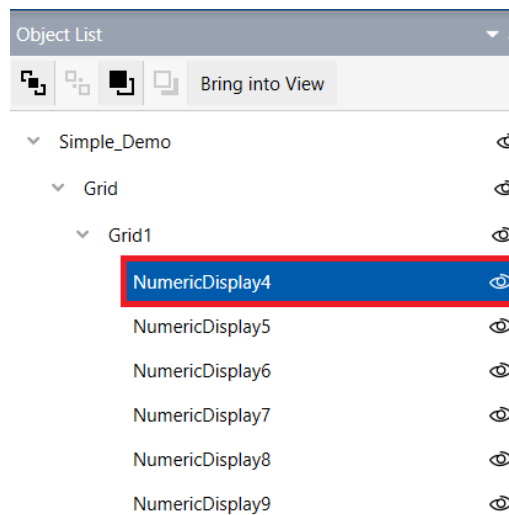 Object List
Bring into View
Simple_Demo
Grid
Grid1
NumericDisplay4
NumericDisplay5
NumericDisplay6
NumericDisplay7
NumericDisplay8
NumericDisplay9